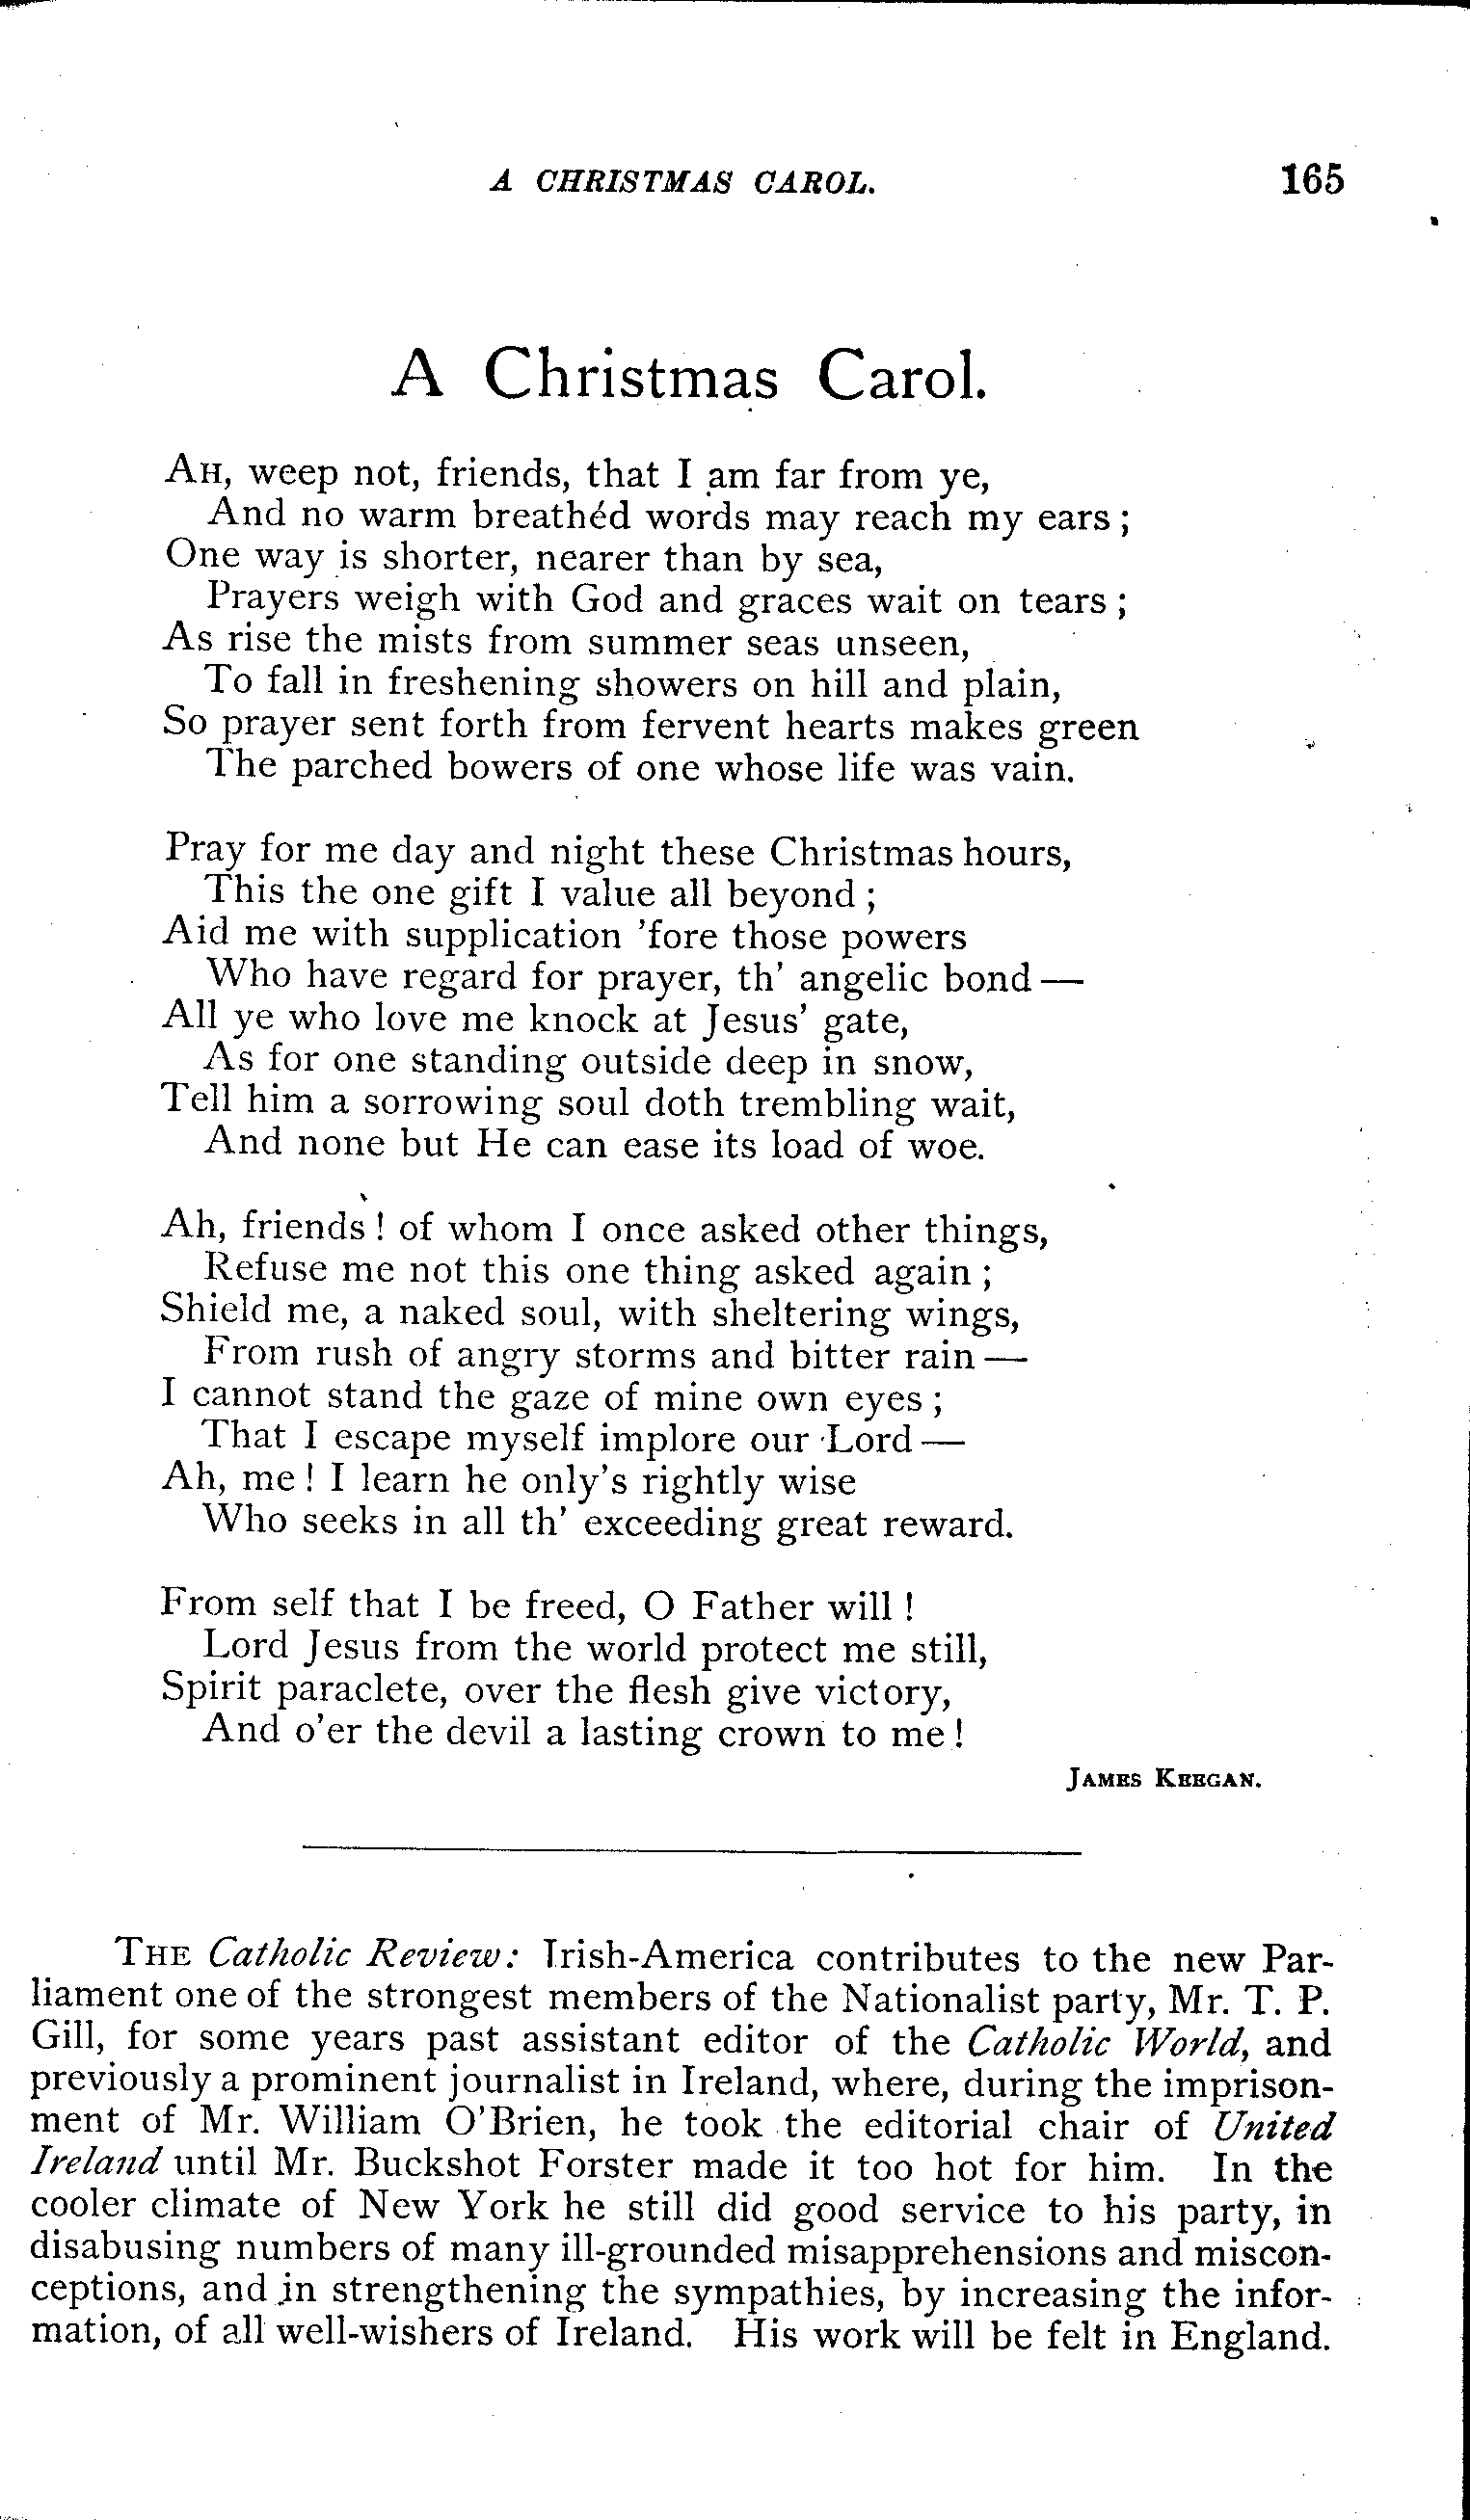 A CHRISTMAS CAROL. 165
A Christmas Carol.
AH, weep not, friends, that I am far from ye,
And no warm breathéd words may reach my ears;
One way is shorter, nearer than by sea,
Prayers weigh with God and graces wait on tears;
As rise the mists from summer seas unseen,
To fall in freshening showers on hill and plain,
So prayer sent forth from fervent hearts makes green
The parched bowers of one whose life was vain.
Pray for me day and night these Christmas hours,
This the one gift I value all beyond;
Aid me with supplication 'fore those powers
Who have regard for prayer, th' angelic bond—
All ye who love me knock at Jesus' gate,
As for one standing outside deep in snow,
Tell him a sorrowing soul doth trembling wait,
And none but He can ease its load of woe.
Ah, friends! of whom I once asked other things,
Refuse me not this one thing asked again;
Shield me, a naked soul, with sheltering wings,
From rush of angry storms and bitter rain—
I cannot stand the gaze of mine own eyes;
That I escape myself implore our Lord—
Ah, me! I learn he only's rightly wise
Who seeks in all th' exceeding great reward.
From self that I be freed, O Father will!
Lord Jesus from the world protect me still,
Spirit paraclete, over the flesh give victory,
And o'er the devil a lasting crown to me!
JAMES KEEGAN.
THE Catholic Review: Irish-America contributes to the new Par-
liament one of the strongest members of the Nationalist party, Mr. T. P.
Gill, for some years past assistant editor of the Catholic World, and
previously a prominent journalist in Ireland, where, during the imprison-
ment of Mr. William O'Brien, he took the editorial chair of United
Ireland until Mr. Buckshot Forster made it too hot for him. In the
cooler climate of New York he still did good service to his party, in
disabusing numbers of many ill-grounded misapprehensions and miscon-
ceptions, and in strengthening the sympathies, by increasing the infor-
mation, of all well-wishers of Ireland. His work will be felt in England.